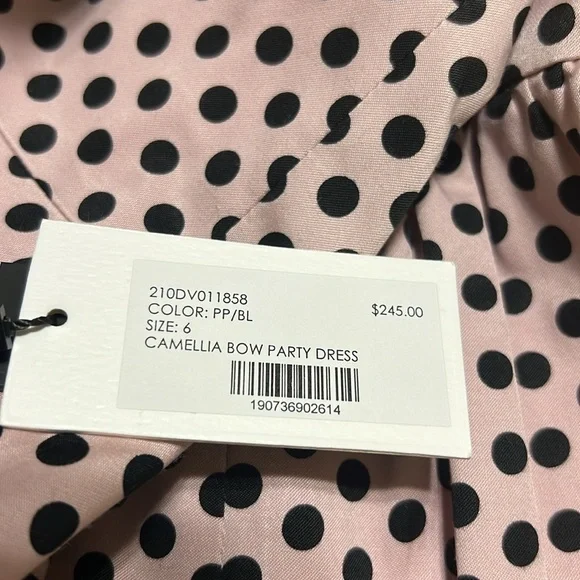 210DV011858
COLOR: PP/BL $245.00
SIZE: 6
CAMELLIA BOW PARTY DRESS
190736902614